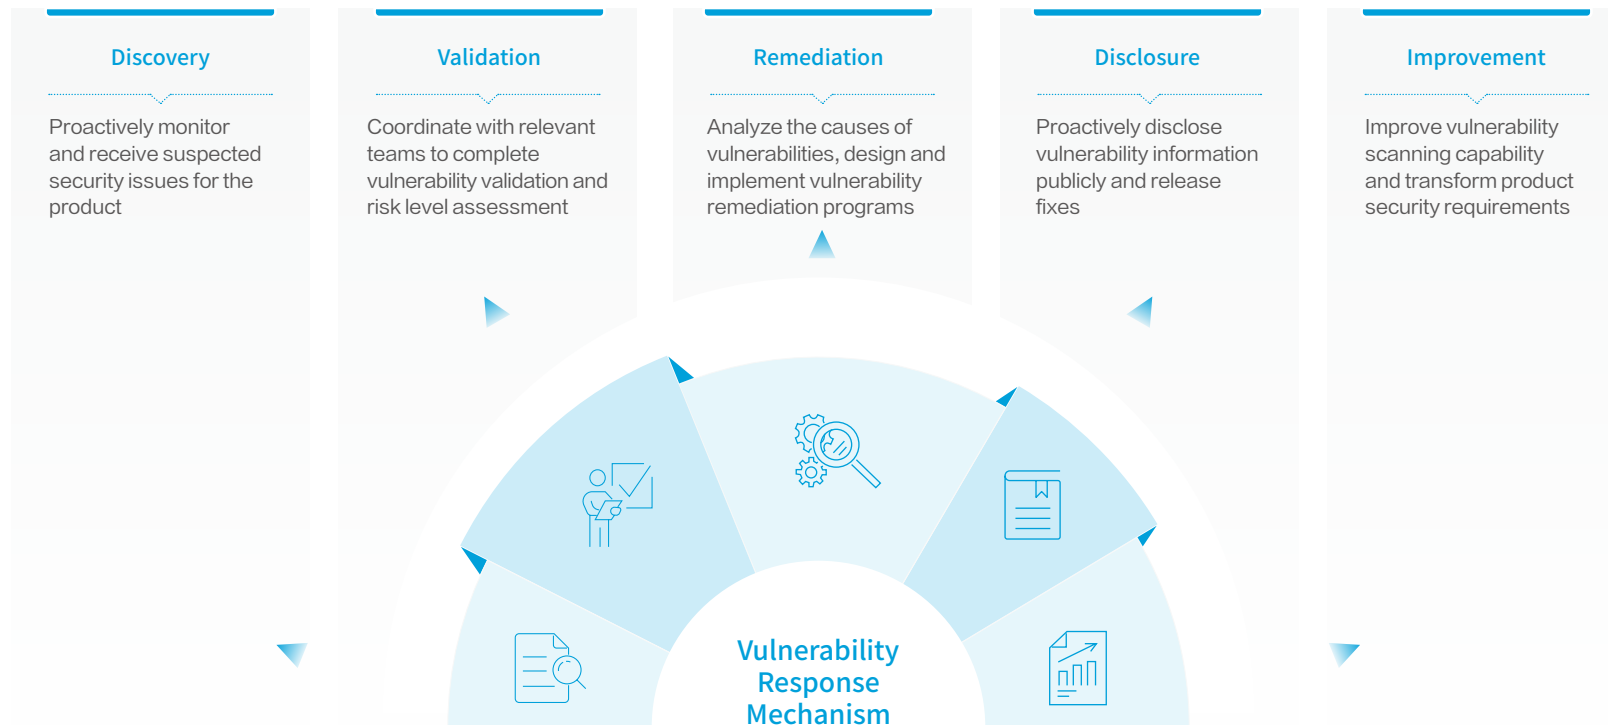 Discovery
Proactively monitor
and receive suspected
security issues for the
product
Validation
Coordinate with relevant
teams to complete
vulnerability validation and
risk level assessment
Remediation
Analyze the causes of
vulnerabilities, design and
implement vulnerability
remediation programs
Disclosure
Proactively disclose
vulnerability information
publicly and release
fixes
Improvement
Improve vulnerability
scanning capability
and transform product
security requirements
Vulnerability
Response
Mechanism